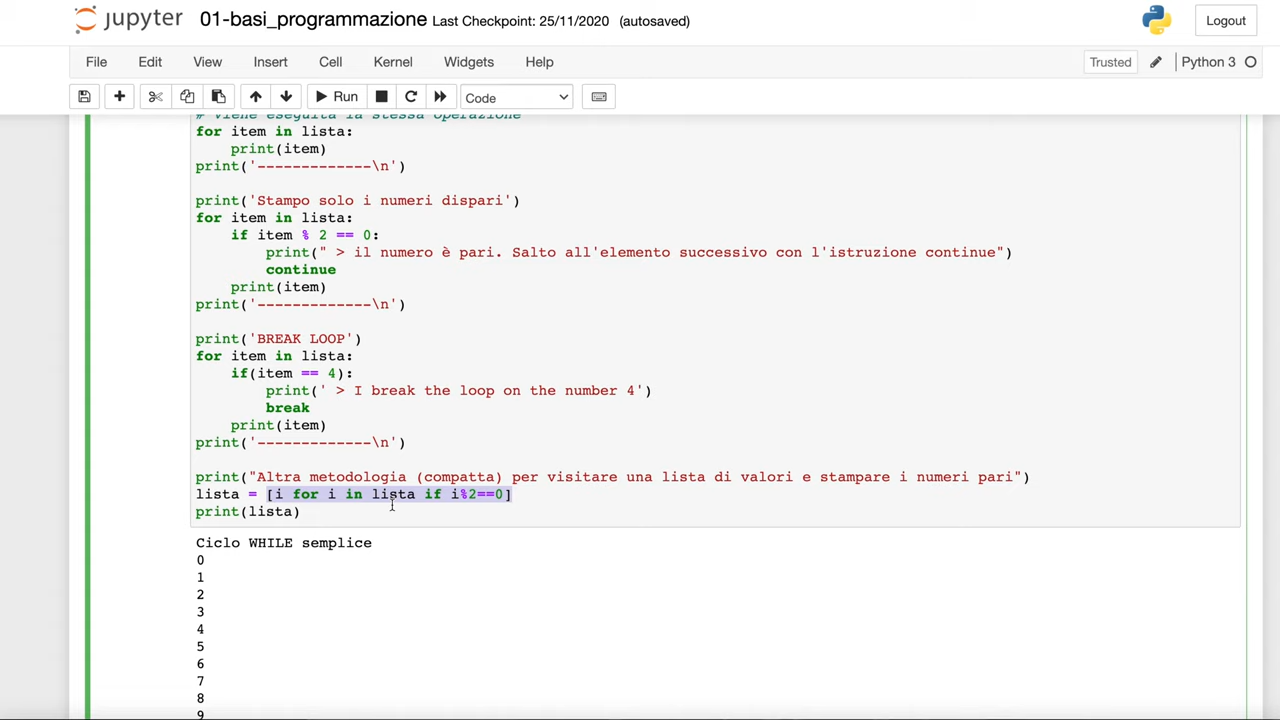 jupyter 01-basi_programmazione Last Checkpoint: 25/11/2020 (autosaved) Logout
File Edit View Insert Cell Kernel Widgets Help Trusted Python 3
Run Code
# viene eseguita la stessa operazione
for item in lista:
    print(item)
print('-------------\n')
print('Stampo solo i numeri dispari')
for item in lista:
    if item % 2 == 0:
        print(" > il numero è pari. Salto all'elemento successivo con l'istruzione continue")
        continue
    print(item)
print('-------------\n')
print('BREAK LOOP')
for item in lista:
    if(item == 4):
        print(' > I break the loop on the number 4')
        break
    print(item)
print('-------------\n')
print("Altra metodologia (compatta) per visitare una lista di valori e stampare i numeri pari")
lista = [i for i in lista if i%2==0]
print(lista)
Ciclo WHILE semplice
0
1
2
3
4
5
6
7
8
9